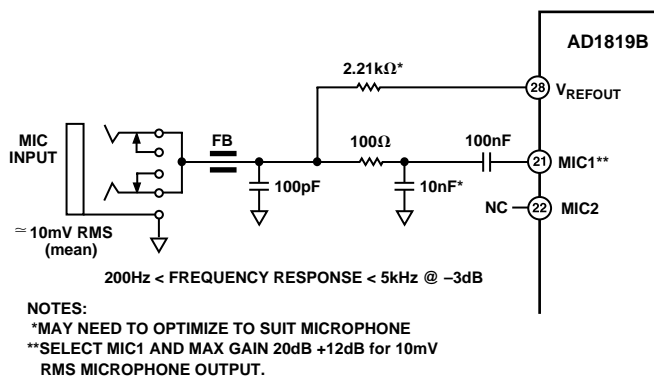 AD1819B
2.21kΩ*
28
VREFOUT
MIC
INPUT
FB
100Ω
100nF
21
MIC1**
100pF
10nF*
NC
22
MIC2
≃ 10mV RMS
(mean)
200Hz < FREQUENCY RESPONSE < 5kHz @ –3dB
NOTES:
*MAY NEED TO OPTIMIZE TO SUIT MICROPHONE
**SELECT MIC1 AND MAX GAIN 20dB +12dB for 10mV
RMS MICROPHONE OUTPUT.